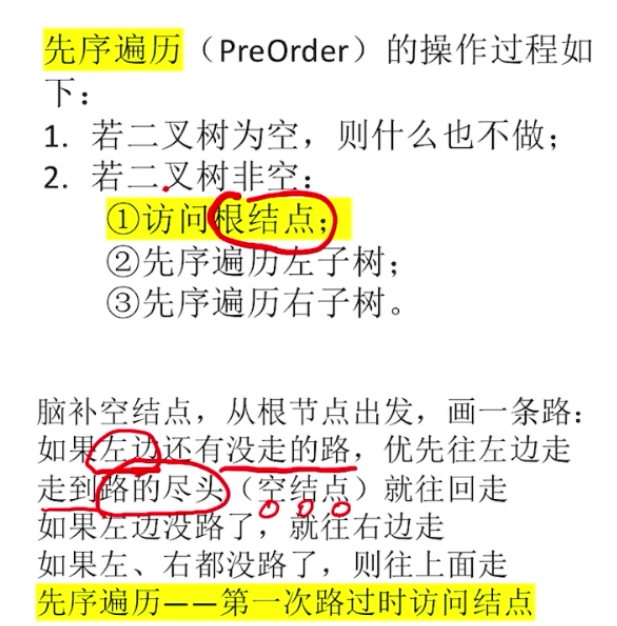 先序遍历（PreOrder）的操作过程如
下：
1. 若二叉树为空，则什么也不做；
2. 若二叉树非空：
①访问根结点；
②先序遍历左子树；
③先序遍历右子树。
脑补空结点，从根节点出发，画一条路：
如果左边还有没走的路，优先往左边走
走到路的尽头（空结点）就往回走
如果左边没路了，就往右边走
如果左、右都没路了，则往上面走
先序遍历——第一次路过时访问结点